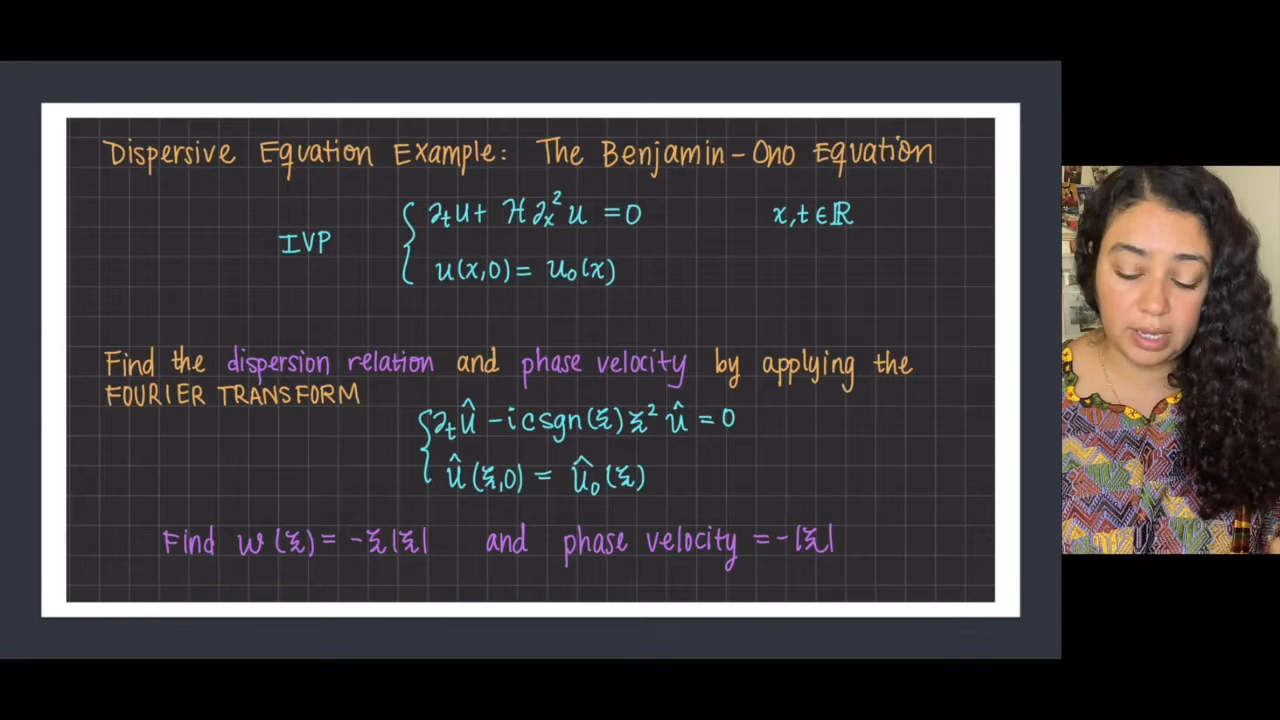 Dispersive Equation Example: The Benjamin-Ono Equation
IVP { ∂ₜu + ℋ∂ₓ²u = 0    x,t ∈ ℝ
u(x,0) = u₀(x)
Find the dispersion relation and phase velocity by applying the
FOURIER TRANSFORM
{ ∂ₜû - i c sgn(ξ) ξ² û = 0
û(ξ,0) = û₀(ξ)
Find w(ξ) = -ξ|ξ| and phase velocity = -|ξ|